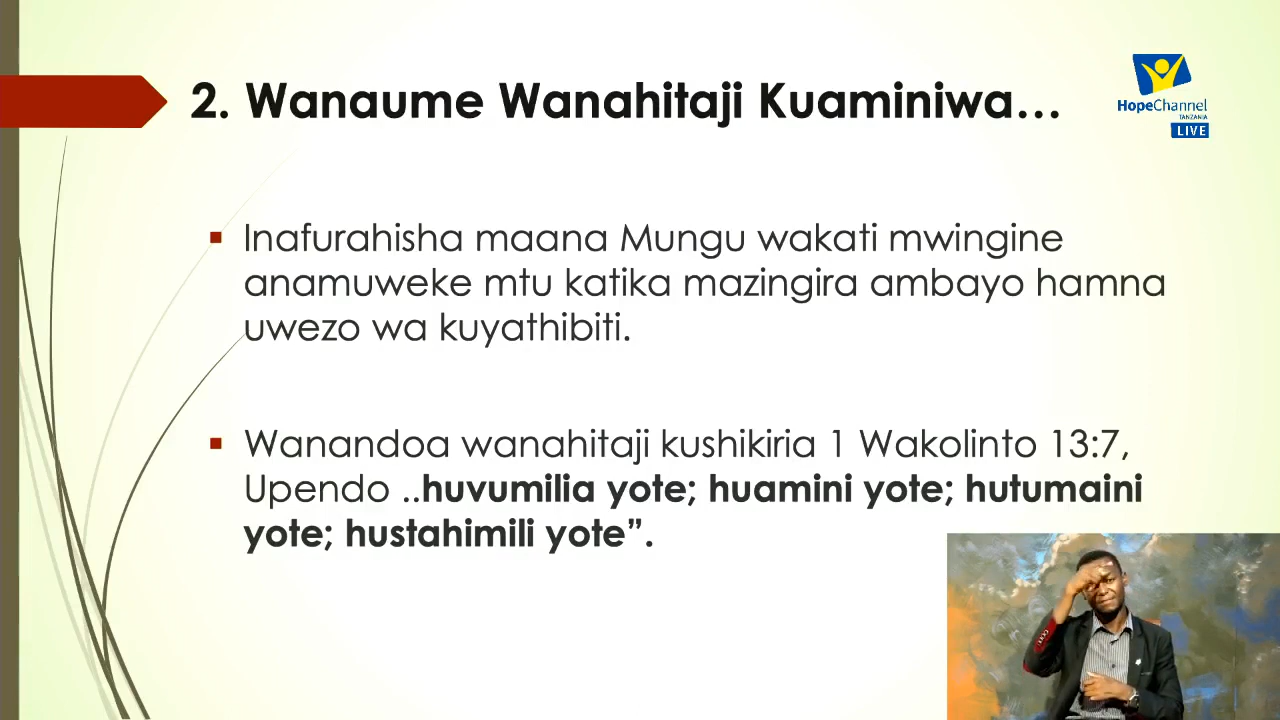 2. Wanaume Wanahitaji Kuaminiwa…
HopeChannel
TANZANIA
LIVE
Inafurahisha maana Mungu wakati mwingine
anamuweke mtu katika mazingira ambayo hamna
uwezo wa kuyathibiti.
Wanandoa wanahitaji kushikiria 1 Wakolinto 13:7,
Upendo ..huvumilia yote; huamini yote; hutumaini
yote; hustahimili yote”.